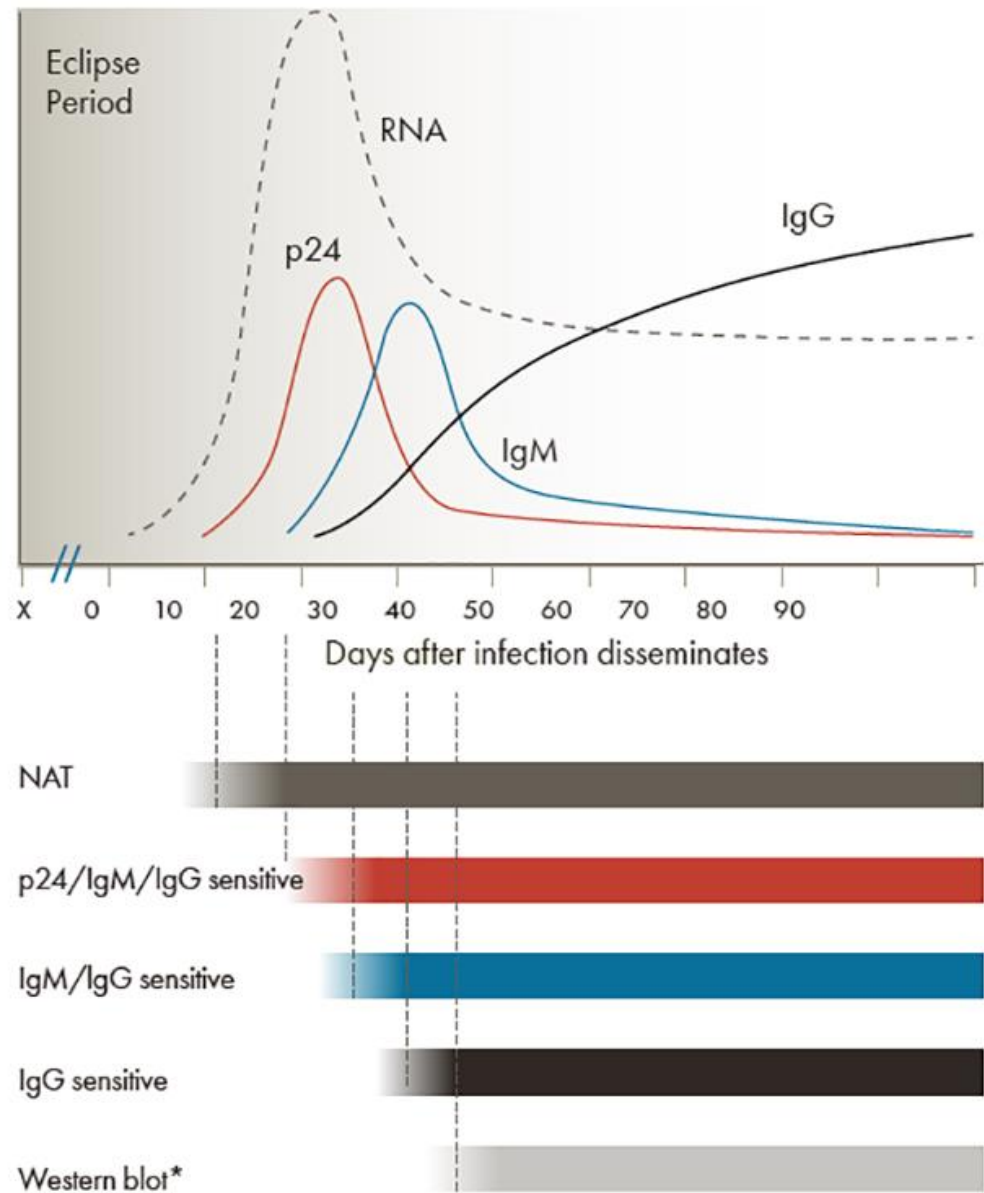 Eclipse
Period
RNA
IgG
p24
IgM
X 0 10 20 30 40 50 60 70 80 90
Days after infection disseminates
NAT
p24/IgM/IgG sensitive
IgM/IgG sensitive
IgG sensitive
Western blot*